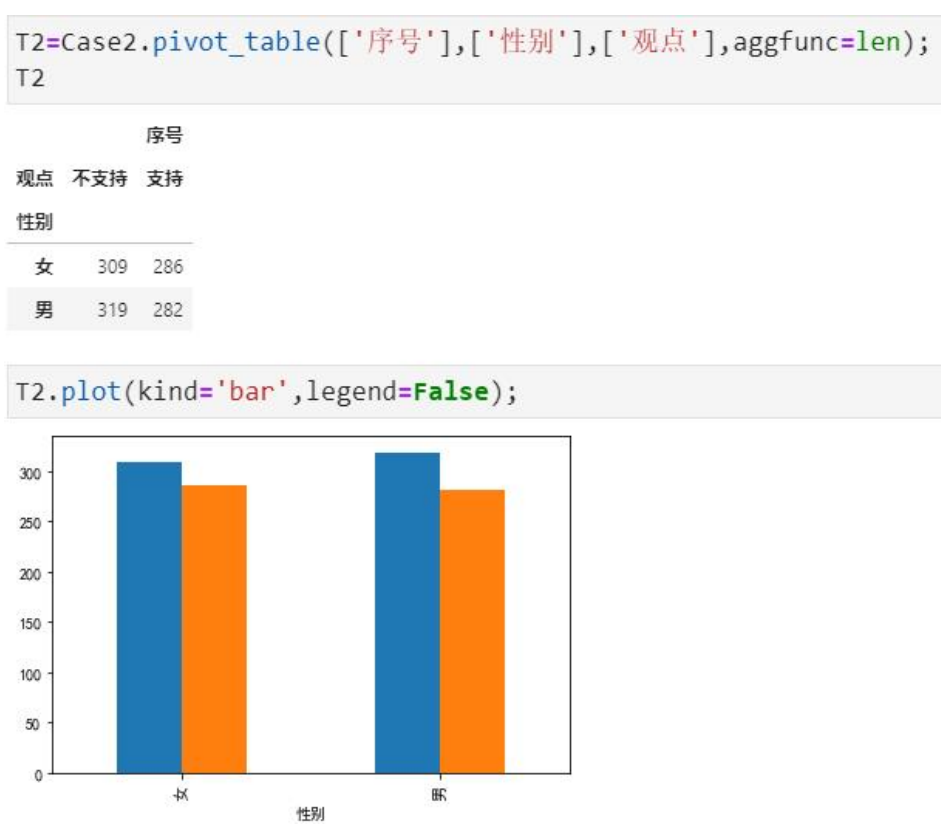 T2=Case2.pivot_table(['序号'],['性别'],['观点'],aggfunc=len);
T2
序号
观点 不支持 支持
性别
女 309 286
男 319 282
T2.plot(kind='bar',legend=False);
300
250
200
150
100
50
0
女 男
性别